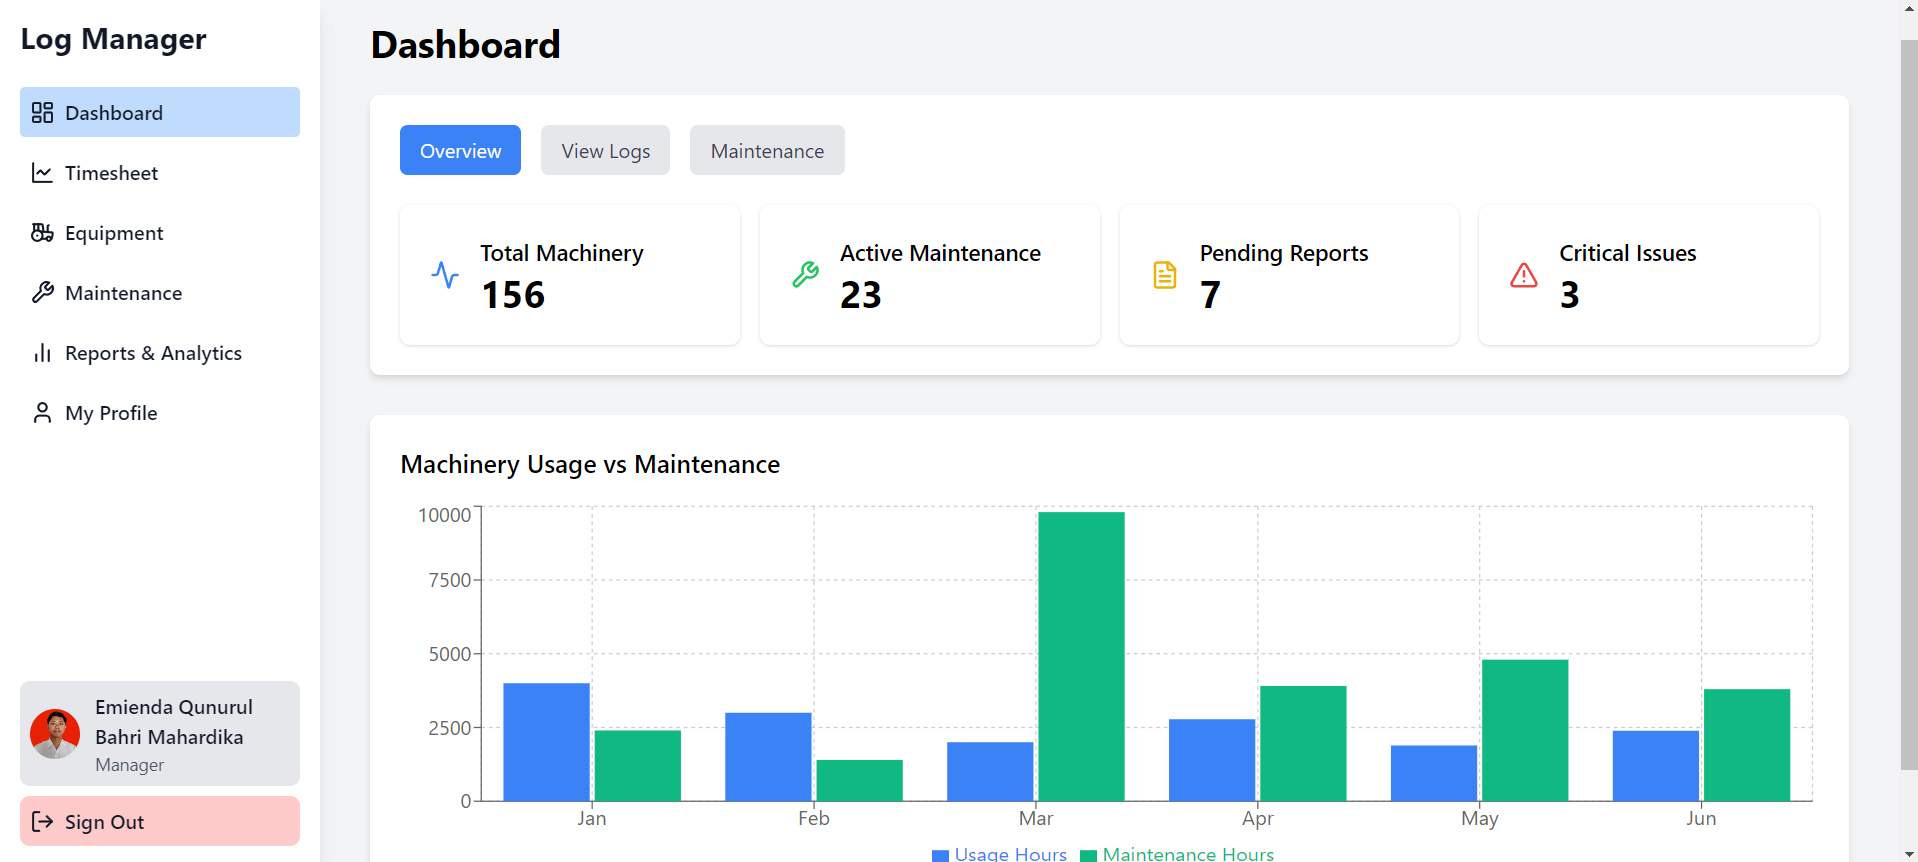 Log Manager
Dashboard
Timesheet
Equipment
Maintenance
Reports & Analytics
My Profile
Emienda Qunurul
Bahri Mahardika
Manager
Sign Out
Dashboard
Overview
View Logs
Maintenance
Total Machinery
156
Active Maintenance
23
Pending Reports
7
Critical Issues
3
Machinery Usage vs Maintenance
10000
7500
5000
2500
0
Jan
Feb
Mar
Apr
May
Jun
Usage Hours
Maintenance Hours